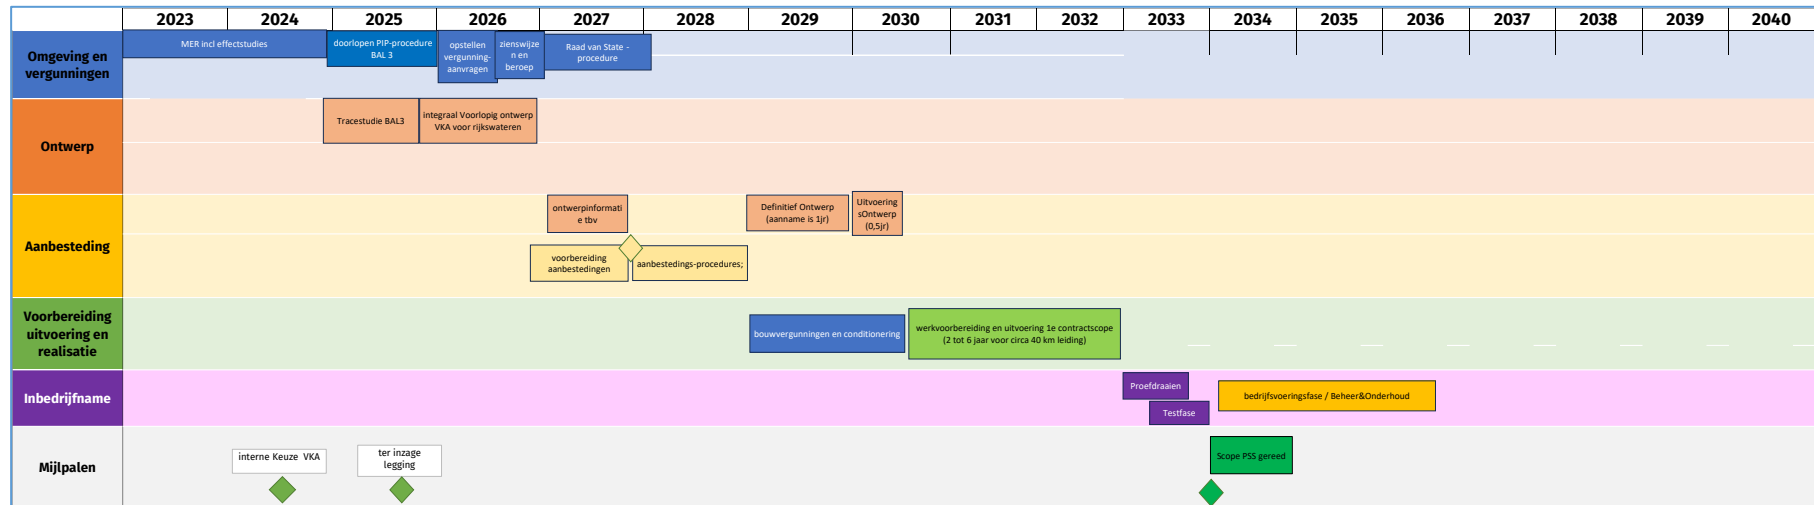 2023 2024 2025 2026 2027 2028 2029 2030 2031 2032 2033 2034 2035 2036 2037 2038 2039 2040
Omgeving en
vergunningen
MER incl effectstudies
doorlopen PIP-procedure
BAL 3
opstellen
vergunning-
aanvragen
zienswijze
n en
beroep
Raad van State -
procedure
Ontwerp
Tracestudie BAL3
integraal Voorlopig ontwerp
VKA voor rijkswateren
Aanbesteding
ontwerpinformati
e tbv
Definitief Ontwerp
(aanname is 1jr)
Uitvoering
sOntwerp
(0,5jr)
voorbereiding
aanbestedingen
aanbestedings-procedures;
Voorbereiding
uitvoering en
realisatie
bouwvergunningen en conditionering
werkvoorbereiding en uitvoering 1e contractscope
(2 tot 6 jaar voor circa 40 km leiding)
Inbedrijfname
Proefdraaien
Testfase
bedrijfsvoeringsfase / Beheer&Onderhoud
Mijlpalen
interne Keuze VKA
ter inzage
legging
Scope PSS gereed